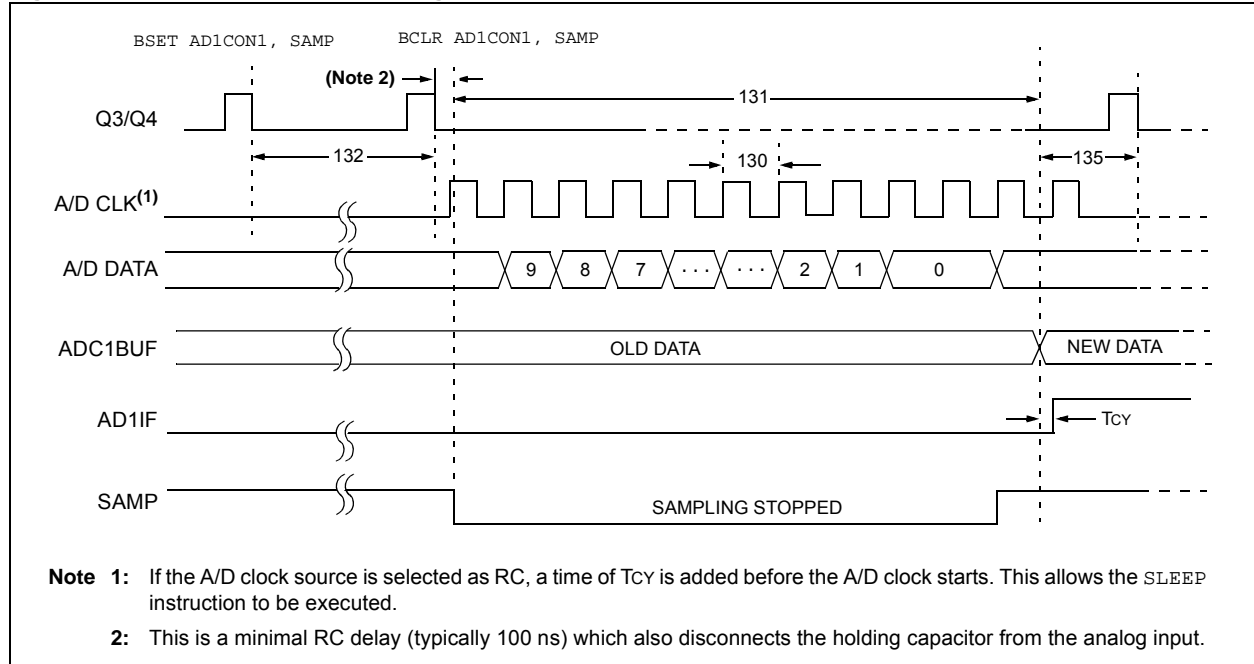 BSET AD1CON1, SAMP BCLR AD1CON1, SAMP
(Note 2)
131
Q3/Q4
132
130
135
A/D CLK(1)
A/D DATA 9 8 7 . . . . . . 2 1 0
ADC1BUF OLD DATA NEW DATA
AD1IF TCY
SAMP SAMPLING STOPPED
Note 1: If the A/D clock source is selected as RC, a time of TCY is added before the A/D clock starts. This allows the SLEEP
instruction to be executed.
2: This is a minimal RC delay (typically 100 ns) which also disconnects the holding capacitor from the analog input.